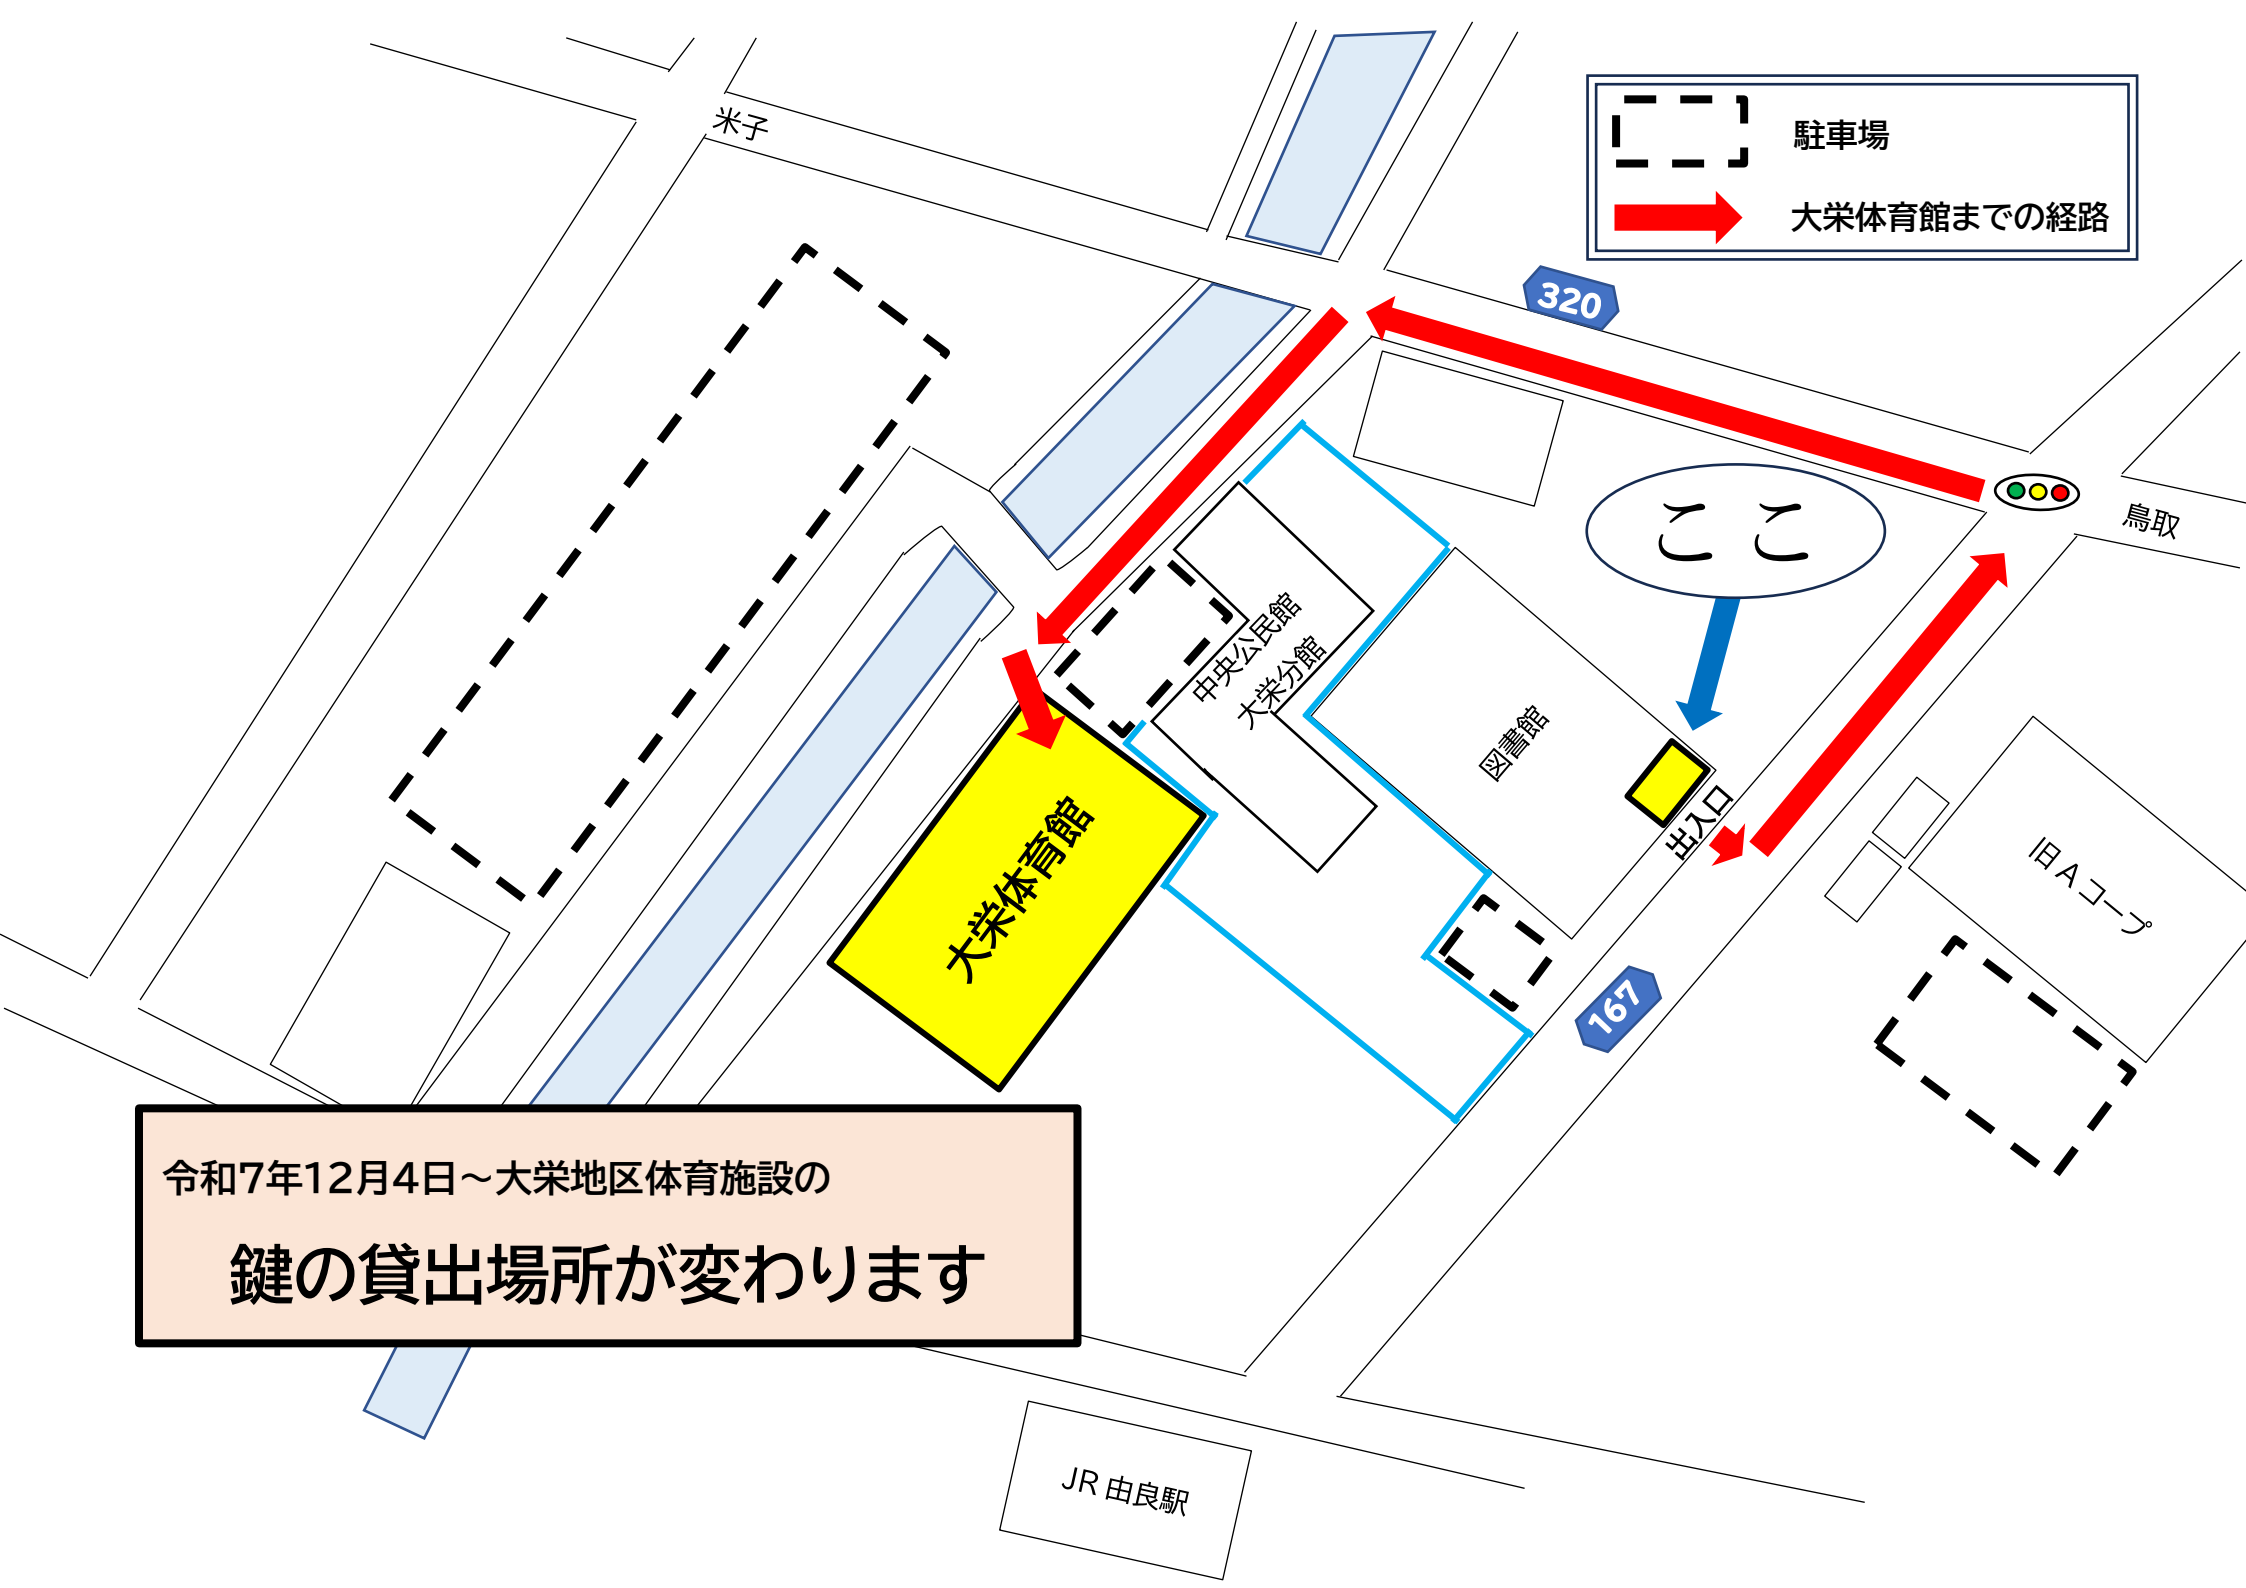 米子
駐車場
大栄体育館までの経路
320
ここ
鳥取
中央公民館
大栄分館
図書館
出入口
旧Aコープ
大栄体育館
167
令和7年12月4日～大栄地区体育施設の
鍵の貸出場所が変わります
JR 由良駅